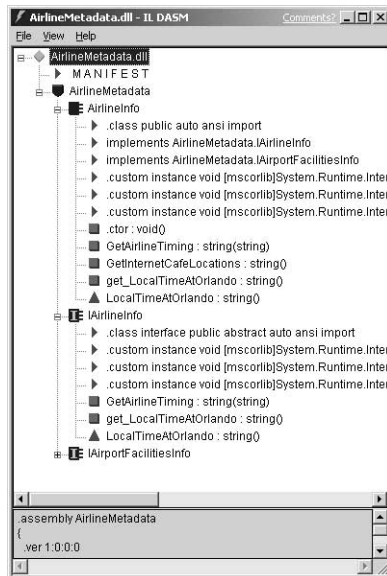 AirlineMetadata.dll - IL DASM Comments?
File View Help
AirlineMetadata.dll
MANIFEST
AirlineMetadata
AirlineInfo
.class public auto ansi import
implements AirlineMetadata.IAirlineInfo
implements AirlineMetadata.IAirportFacilitiesInfo
.custom instance void [mscorlib]System.Runtime.Inter
.custom instance void [mscorlib]System.Runtime.Inter
.custom instance void [mscorlib]System.Runtime.Inter
.ctor : void()
GetAirlineTiming : string(string)
GetInternetCafeLocations : string()
get_LocalTimeAtOrlando : string()
LocalTimeAtOrlando : string()
IAirlineInfo
.class interface public abstract auto ansi import
.custom instance void [mscorlib]System.Runtime.Inter
.custom instance void [mscorlib]System.Runtime.Inter
.custom instance void [mscorlib]System.Runtime.Inter
GetAirlineTiming : string(string)
get_LocalTimeAtOrlando : string()
LocalTimeAtOrlando : string()
IAirportFacilitiesInfo
.assembly AirlineMetadata
{
.ver 1:0:0:0